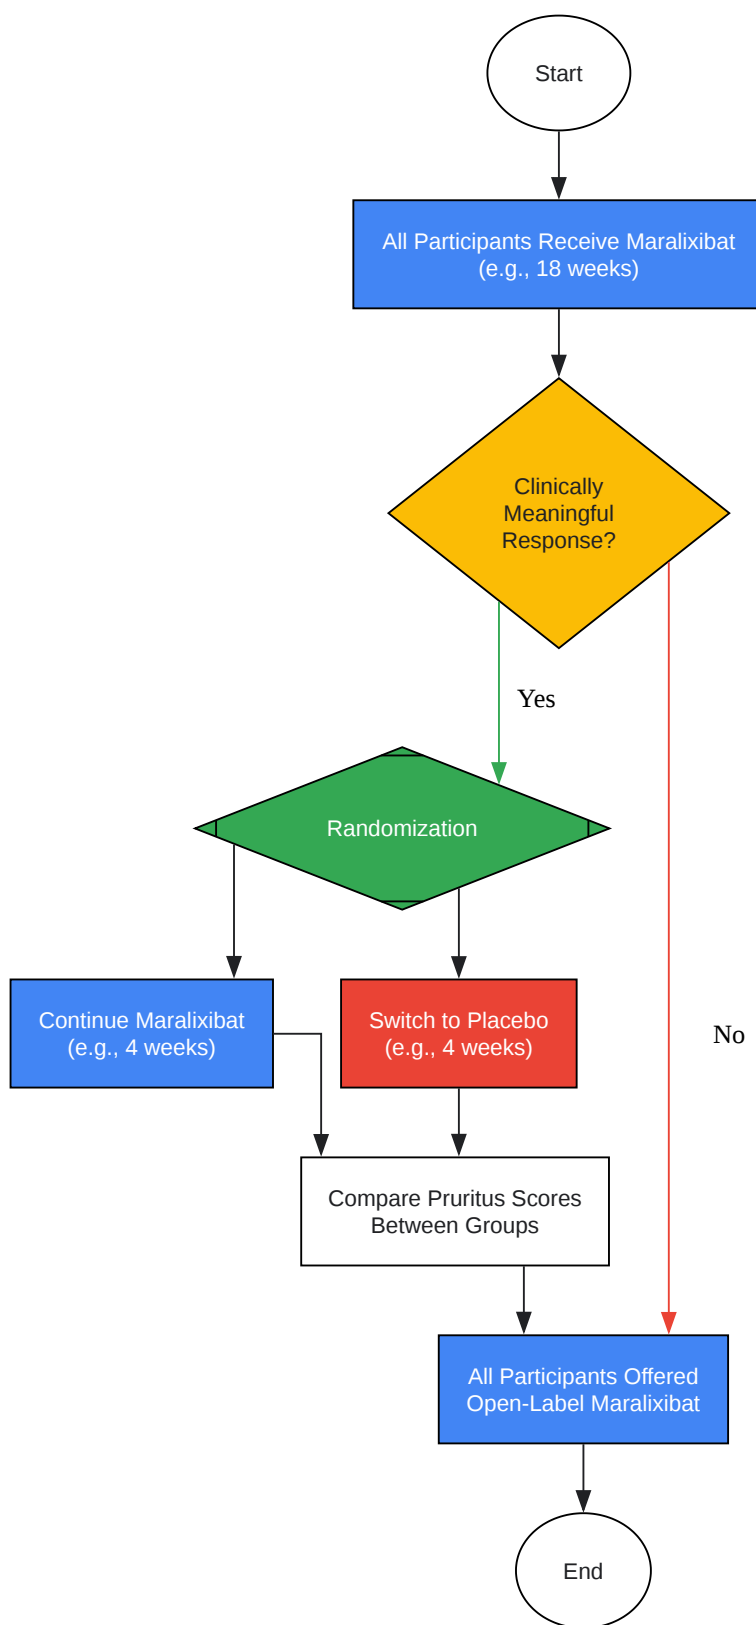 Start
All Participants Receive Maralixibat
(e.g., 18 weeks)
Clinically
Meaningful
Response?
Yes
Randomization
Continue Maralixibat
(e.g., 4 weeks)
Switch to Placebo
(e.g., 4 weeks)
No
Compare Pruritus Scores
Between Groups
All Participants Offered
Open-Label Maralixibat
End